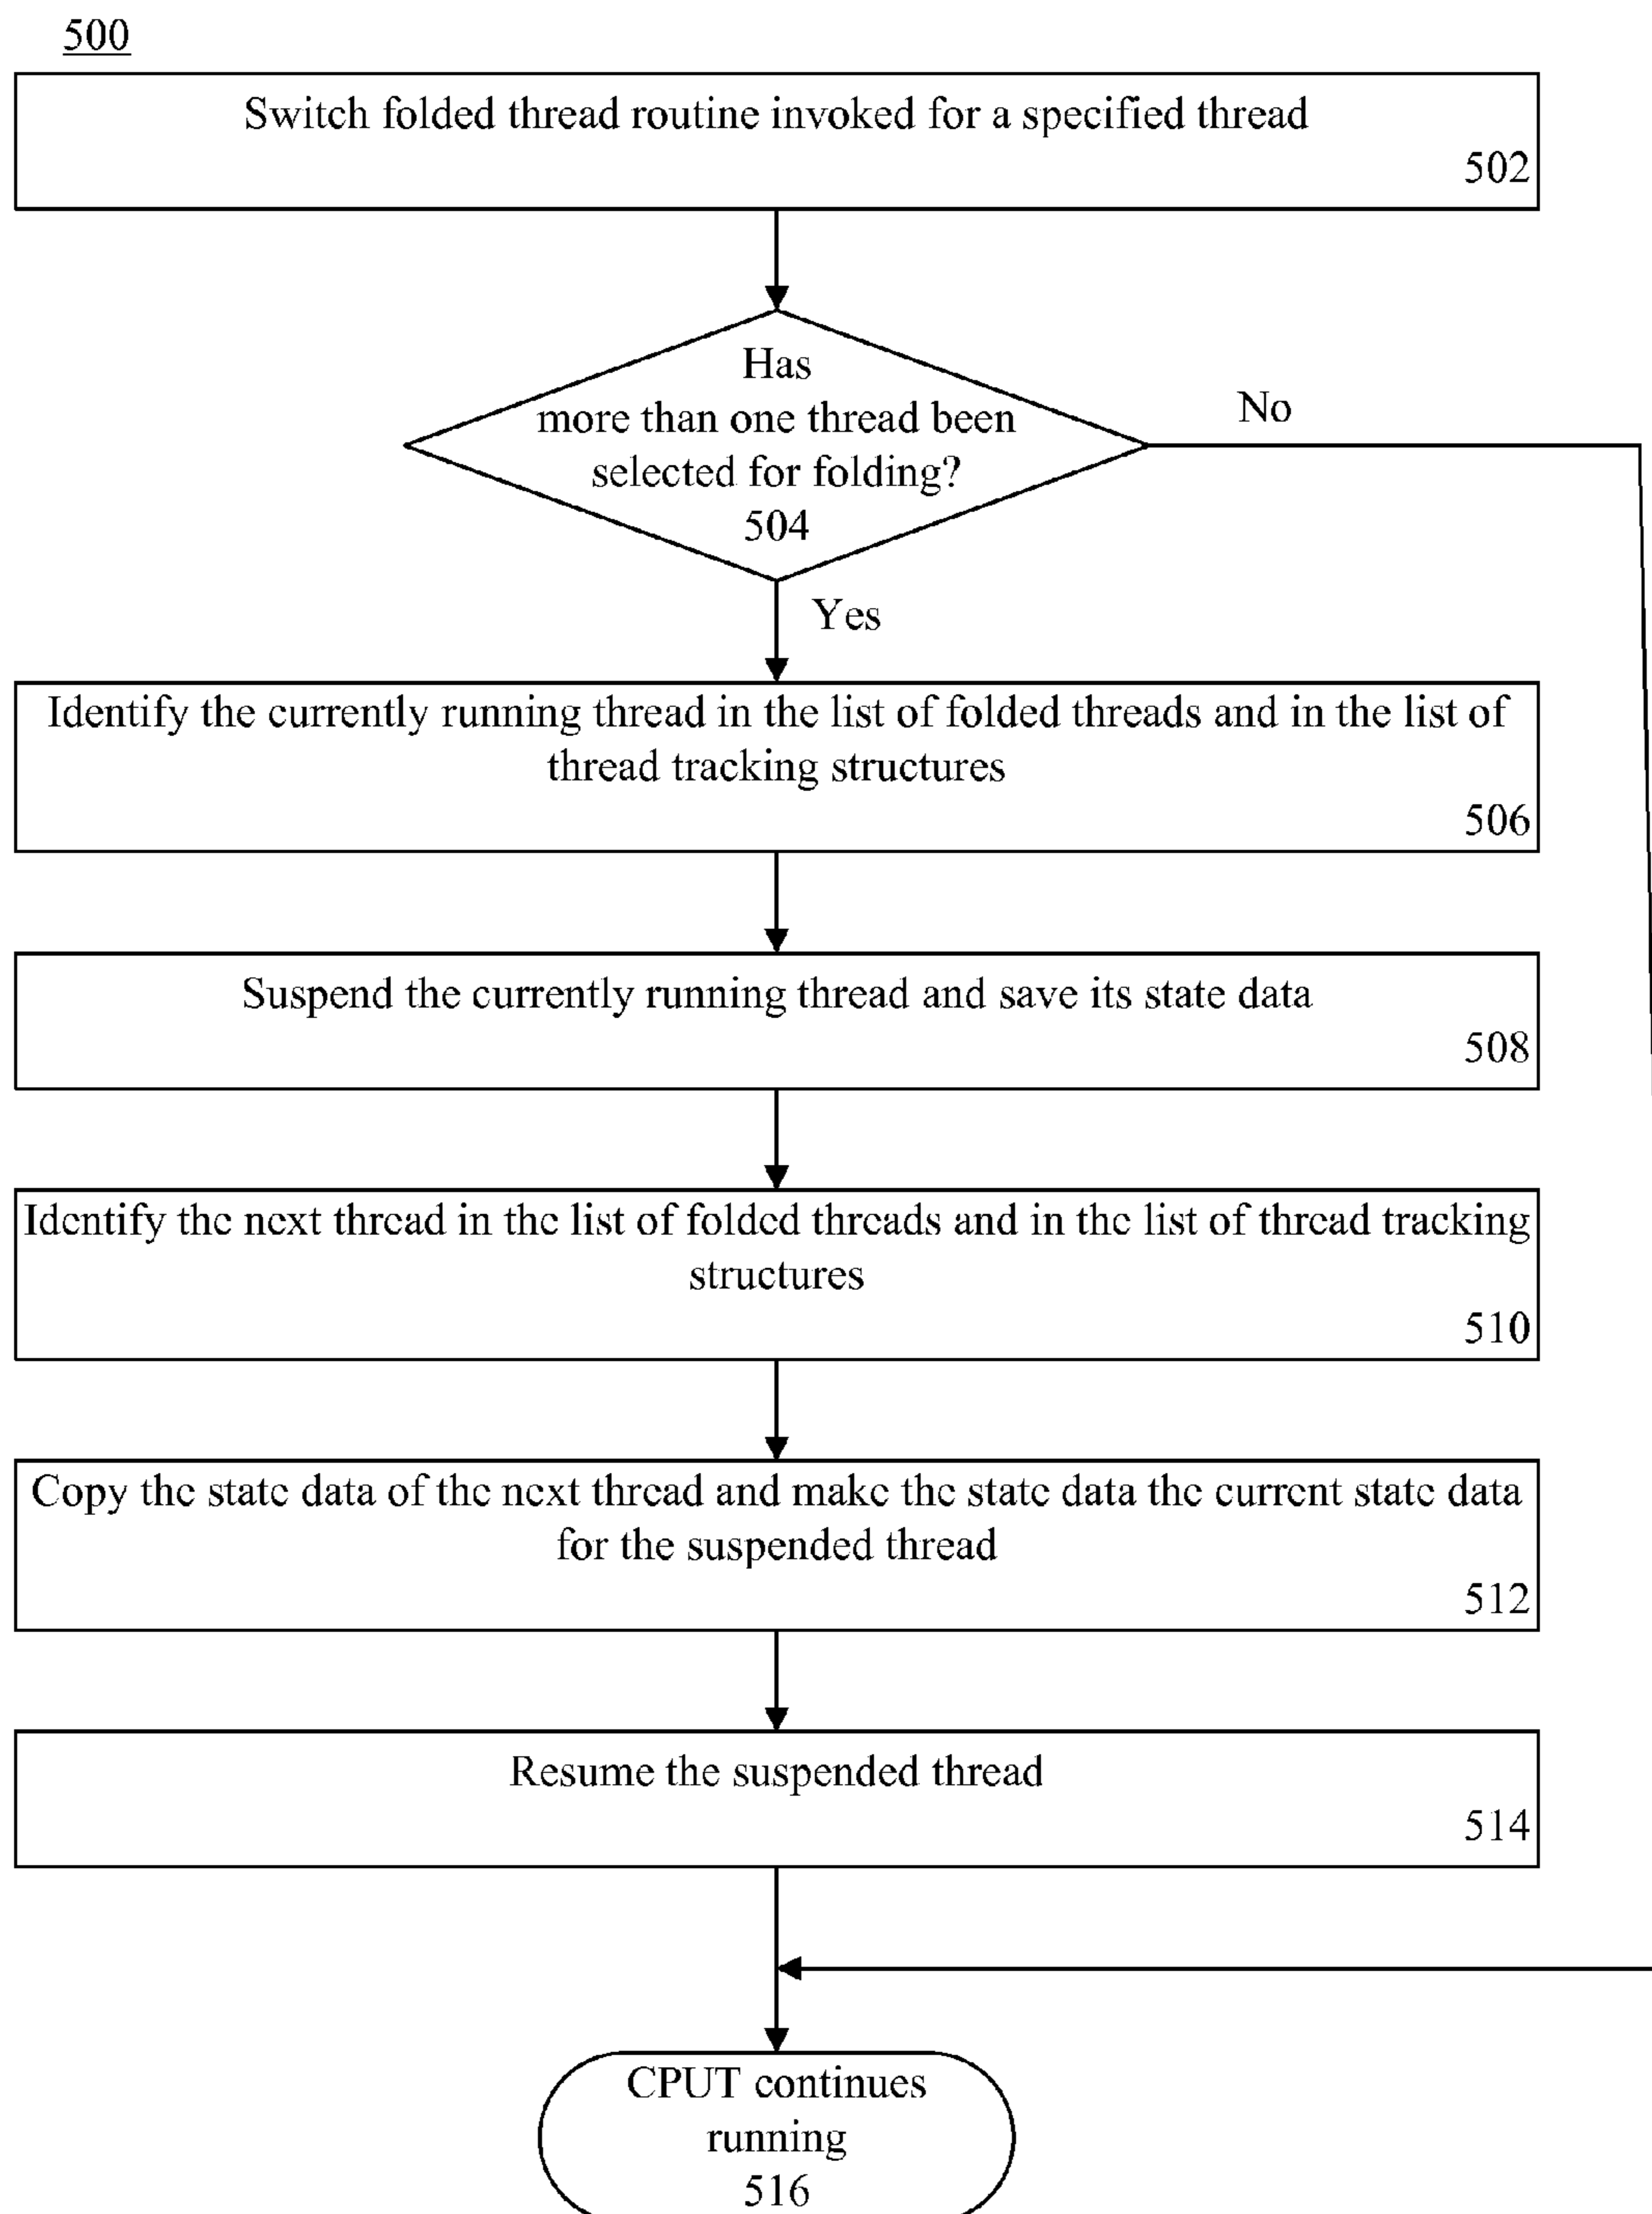 500
Switch folded thread routine invoked for a specified thread
502
Has
more than one thread been
selected for folding?
504
No
Yes
Identify the currently running thread in the list of folded threads and in the list of
thread tracking structures
506
Suspend the currently running thread and save its state data
508
Identify the next thread in the list of folded threads and in the list of thread tracking
structures
510
Copy the state data of the next thread and make the state data the current state data
for the suspended thread
512
Resume the suspended thread
514
CPUT continues
running
516